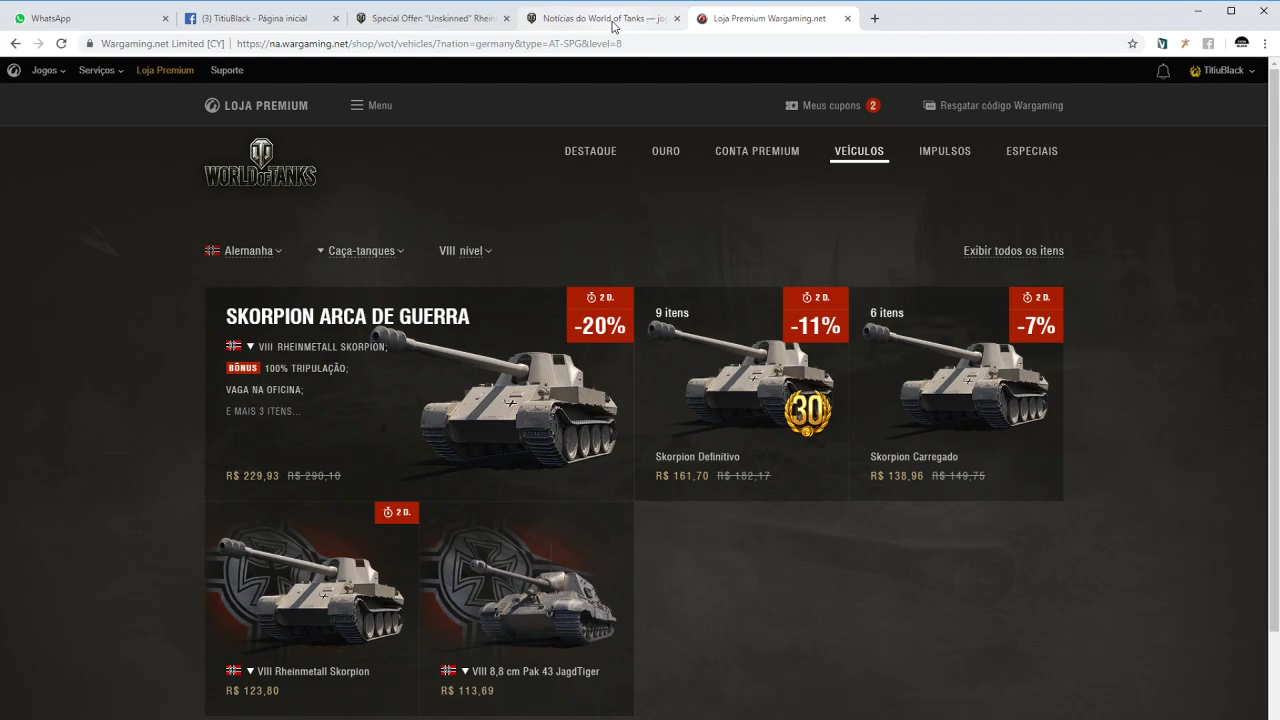 WhatsApp
(3) TitiuBlack - Página inicial
Special Offer: "Unskinned" Rhein
Notícias do World of Tanks — jo
Loja Premium Wargaming.net
Wargaming.net Limited [CY] | https://na.wargaming.net/shop/wot/vehicles/?nation=germany&type=AT-SPG&level=8
Jogos Serviços Loja Premium Suporte
TitiuBlack
LOJA PREMIUM
Menu
Meus cupons 2
Resgatar código Wargaming
WORLD OF TANKS
DESTAQUE OURO CONTA PREMIUM VEÍCULOS IMPULSOS ESPECIAIS
Alemanha Caça-tanques VIII nível
Exibir todos os itens
SKORPION ARCA DE GUERRA
2 D.
-20%
VIII RHEINMETALL SKORPION;
BÔNUS 100% TRIPULAÇÃO;
VAGA NA OFICINA;
E MAIS 3 ITENS...
R$ 229,93 R$ 290,10
9 itens
2 D.
-11%
30
Skorpion Definitivo
R$ 161,70 R$ 182,17
6 itens
2 D.
-7%
Skorpion Carregado
R$ 138,96 R$ 149,75
2 D.
VIII Rheinmetall Skorpion
R$ 123,80
VIII 8,8 cm Pak 43 JagdTiger
R$ 113,69